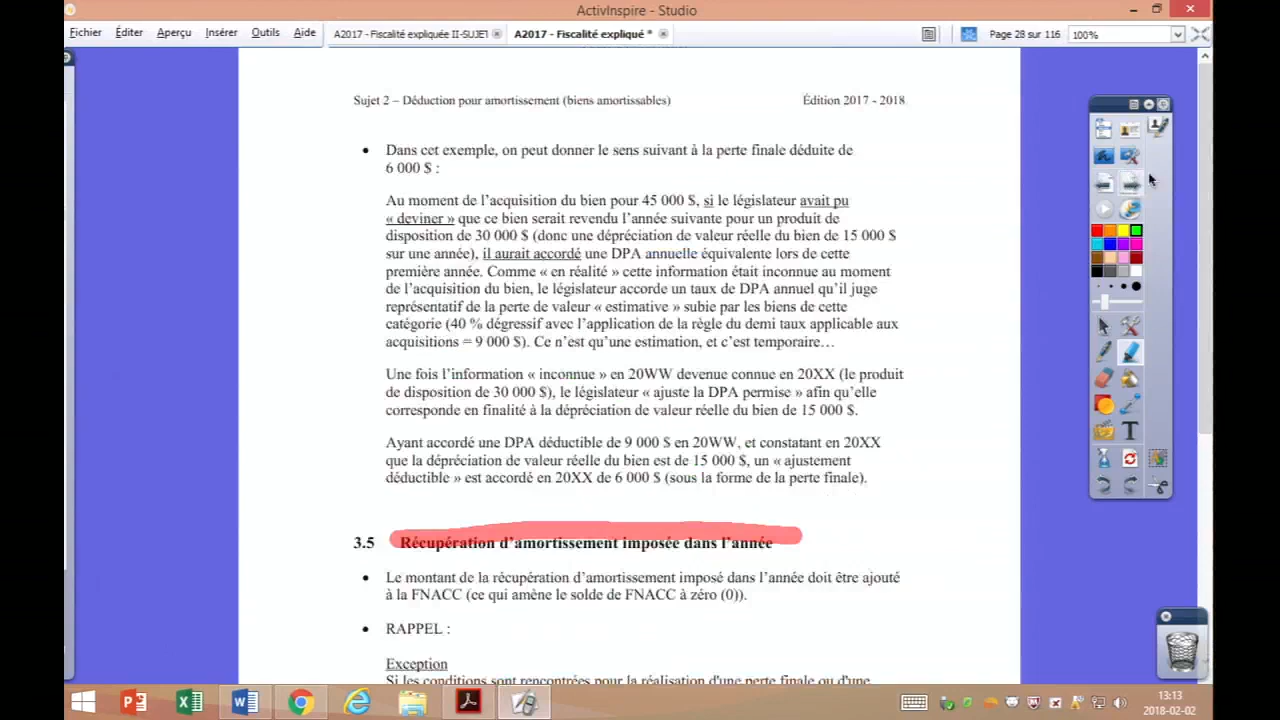 ActivInspire - Studio
Fichier Éditer Aperçu Insérer Outils Aide
A2017 - Fiscalité expliquée II-SUJET
A2017 - Fiscalité expliqué *
Page 28 sur 116
100%
Sujet 2 – Déduction pour amortissement (biens amortissables) Édition 2017 - 2018
• Dans cet exemple, on peut donner le sens suivant à la perte finale déduite de
6 000 $ :
Au moment de l’acquisition du bien pour 45 000 $, si le législateur avait pu
« deviner » que ce bien serait revendu l’année suivante pour un produit de
disposition de 30 000 $ (donc une dépréciation de valeur réelle du bien de 15 000 $
sur une année), il aurait accordé une DPA annuelle équivalente lors de cette
première année. Comme « en réalité » cette information était inconnue au moment
de l’acquisition du bien, le législateur accorde un taux de DPA annuel qu’il juge
représentatif de la perte de valeur « estimative » subie par les biens de cette
catégorie (40 % dégressif avec l’application de la règle du demi taux applicable aux
acquisitions = 9 000 $). Ce n’est qu’une estimation, et c’est temporaire…
Une fois l’information « inconnue » en 20WW devenue connue en 20XX (le produit
de disposition de 30 000 $), le législateur « ajuste la DPA permise » afin qu’elle
corresponde en finalité à la dépréciation de valeur réelle du bien de 15 000 $.
Ayant accordé une DPA déductible de 9 000 $ en 20WW, et constatant en 20XX
que la dépréciation de valeur réelle du bien est de 15 000 $, un « ajustement
déductible » est accordé en 20XX de 6 000 $ (sous la forme de la perte finale).
3.5 Récupération d’amortissement imposée dans l’année
• Le montant de la récupération d’amortissement imposé dans l’année doit être ajouté
à la FNACC (ce qui amène le solde de FNACC à zéro (0)).
• RAPPEL :
Exception
Si les conditions sont rencontrées pour la réalisation d'une perte finale ou d'une
13:13
2018-02-02